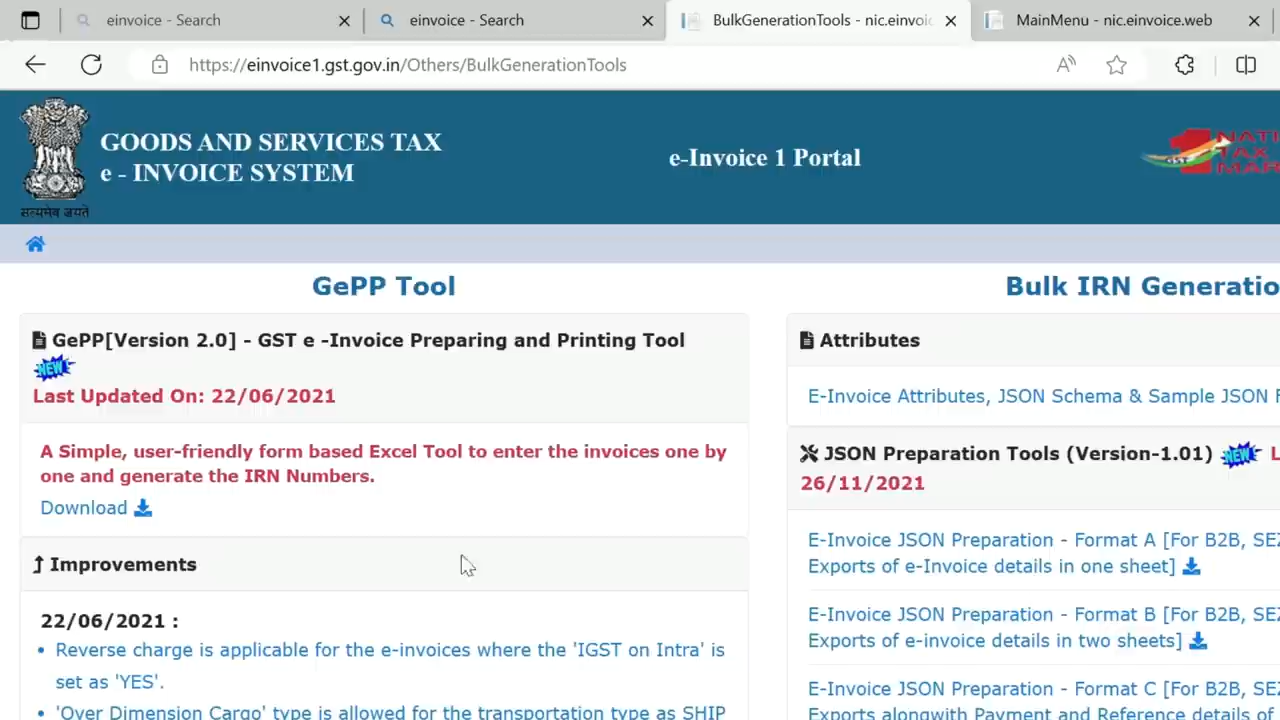 einvoice - Search
einvoice - Search
BulkGenerationTools - nic.einvoi
MainMenu - nic.einvoice.web
https://einvoice1.gst.gov.in/Others/BulkGenerationTools
सत्यमेव जयते
GOODS AND SERVICES TAX
e - INVOICE SYSTEM
e-Invoice 1 Portal
GST
1
NATI
TAX
MAR
GePP Tool
GePP[Version 2.0] - GST e -Invoice Preparing and Printing Tool
NEW
Last Updated On: 22/06/2021
A Simple, user-friendly form based Excel Tool to enter the invoices one by
one and generate the IRN Numbers.
Download
Improvements
22/06/2021 :
• Reverse charge is applicable for the e-invoices where the 'IGST on Intra' is
set as 'YES'.
• 'Over Dimension Cargo' type is allowed for the transportation type as SHIP
Bulk IRN Generatio
Attributes
E-Invoice Attributes, JSON Schema & Sample JSON F
JSON Preparation Tools (Version-1.01) NEW L
26/11/2021
E-Invoice JSON Preparation - Format A [For B2B, SEZ
Exports of e-Invoice details in one sheet]
E-Invoice JSON Preparation - Format B [For B2B, SEZ
Exports of e-invoice details in two sheets]
E-Invoice JSON Preparation - Format C [For B2B, SEZ
Exports alongwith Payment and Reference details of